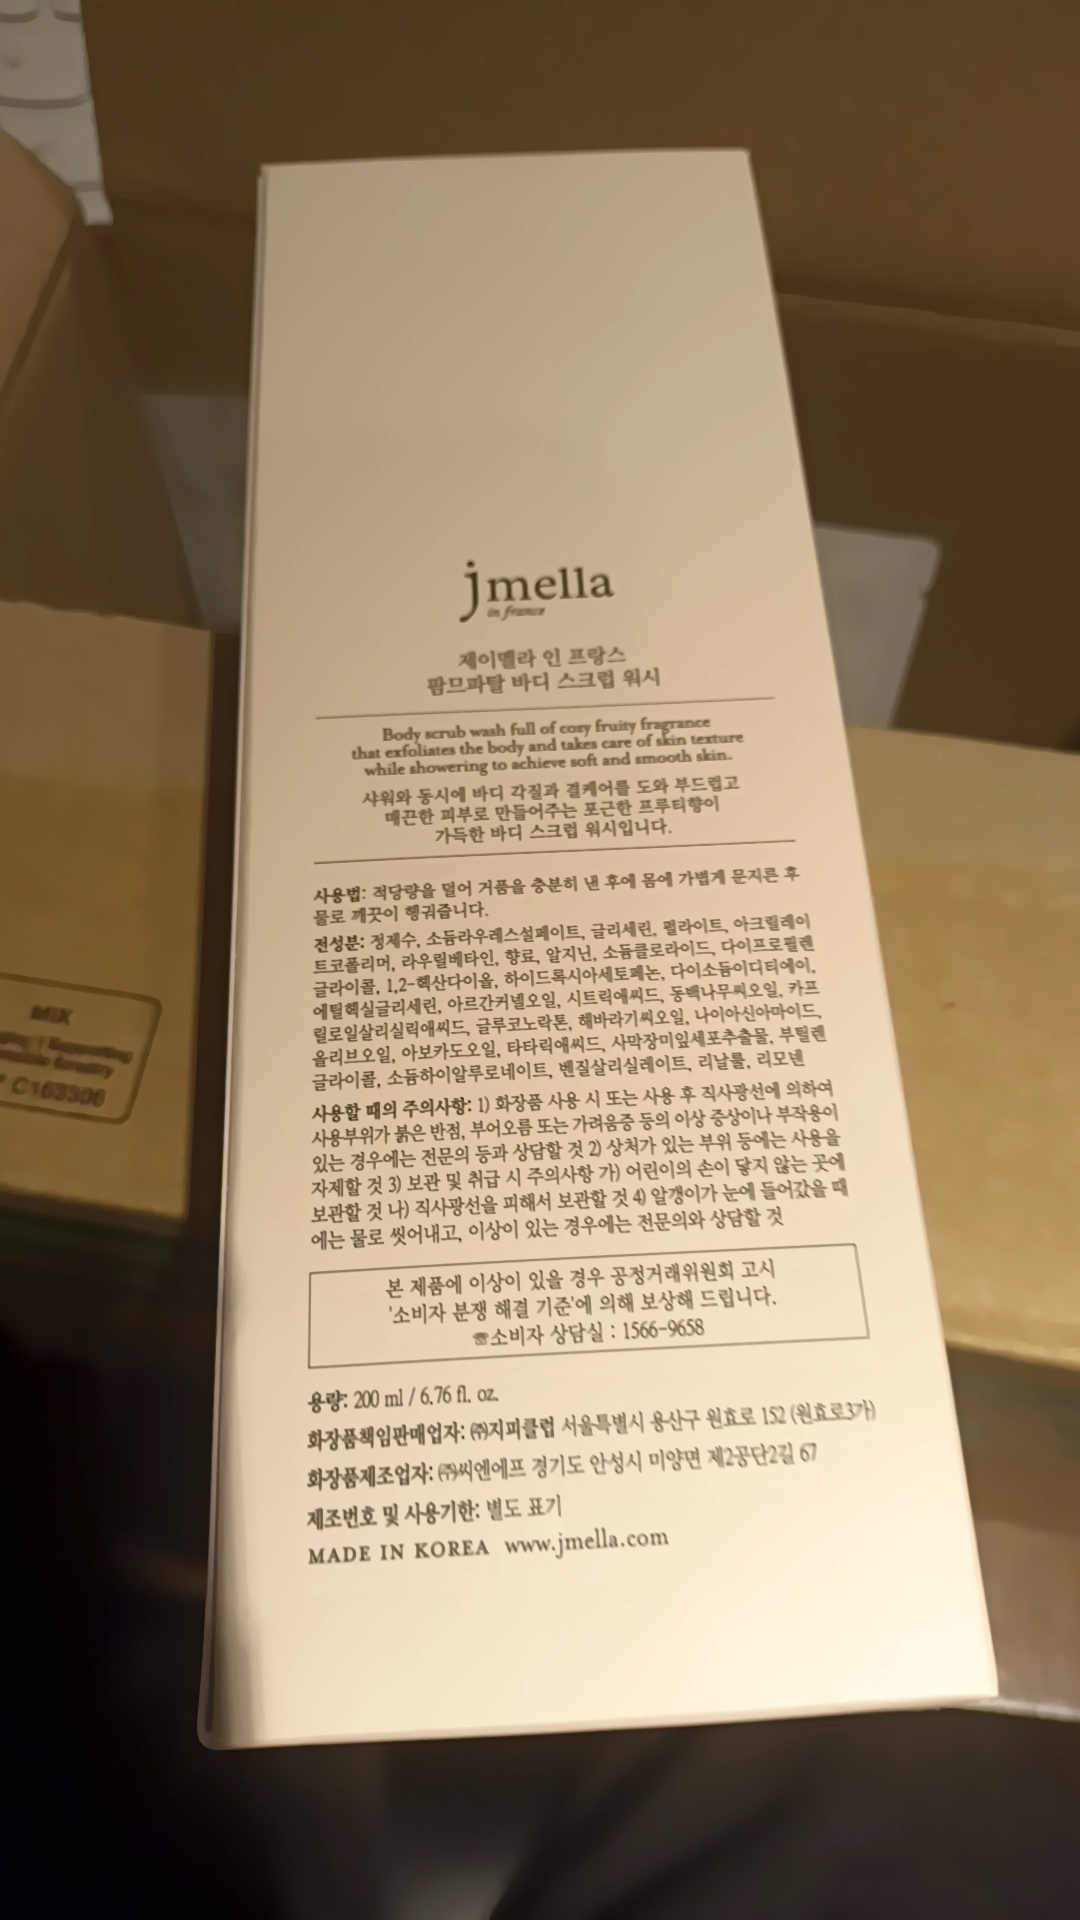 jmella
in france
제이멜라 인 프랑스
팜므파탈 바디 스크럽 워시
Body scrub wash full of cozy fruity fragrance
that exfoliates the body and takes care of skin texture
while showering to achieve soft and smooth skin.
샤워와 동시에 바디 각질과 결케어를 도와 부드럽고
매끈한 피부로 만들어주는 포근한 프루티향이
가득한 바디 스크럽 워시입니다.
사용법: 적당량을 덜어 거품을 충분히 낸 후에 몸에 가볍게 문지른 후
물로 깨끗이 헹궈줍니다.
전성분: 정제수, 소듐라우레스설페이트, 글리세린, 펄라이트, 아크릴레이
트코폴리머, 라우릴베타인, 향료, 알지닌, 소듐클로라이드, 다이프로필렌
글라이콜, 1,2-헥산다이올, 하이드록시아세토페논, 다이소듐이디티에이,
에틸헥실글리세린, 아르간커넬오일, 시트릭애씨드, 동백나무씨오일, 카프
릴로일살리실릭애씨드, 글루코노락톤, 해바라기씨오일, 나이아신아마이드,
올리브오일, 아보카도오일, 타타릭애씨드, 사막장미잎세포추출물, 부틸렌
글라이콜, 소듐하이알루로네이트, 벤질살리실레이트, 리날룰, 리모넨
사용할 때의 주의사항: 1) 화장품 사용 시 또는 사용 후 직사광선에 의하여
사용부위가 붉은 반점, 부어오름 또는 가려움증 등의 이상 증상이나 부작용이
있는 경우에는 전문의 등과 상담할 것 2) 상처가 있는 부위 등에는 사용을
자제할 것 3) 보관 및 취급 시 주의사항 가) 어린이의 손이 닿지 않는 곳에
보관할 것 나) 직사광선을 피해서 보관할 것 4) 알갱이가 눈에 들어갔을 때
에는 물로 씻어내고, 이상이 있는 경우에는 전문의와 상담할 것
본 제품에 이상이 있을 경우 공정거래위원회 고시
'소비자 분쟁 해결 기준'에 의해 보상해 드립니다.
☎소비자 상담실 : 1566-9658
용량: 200 ml / 6.76 fl. oz.
화장품책임판매업자: ㈜지피클럽 서울특별시 용산구 원효로 152 (원효로3가)
화장품제조업자: ㈜씨엔에프 경기도 안성시 미양면 제2공단2길 67
제조번호 및 사용기한: 별도 표기
MADE IN KOREA www.jmella.com
MIX
Supporting
forestry
C163306